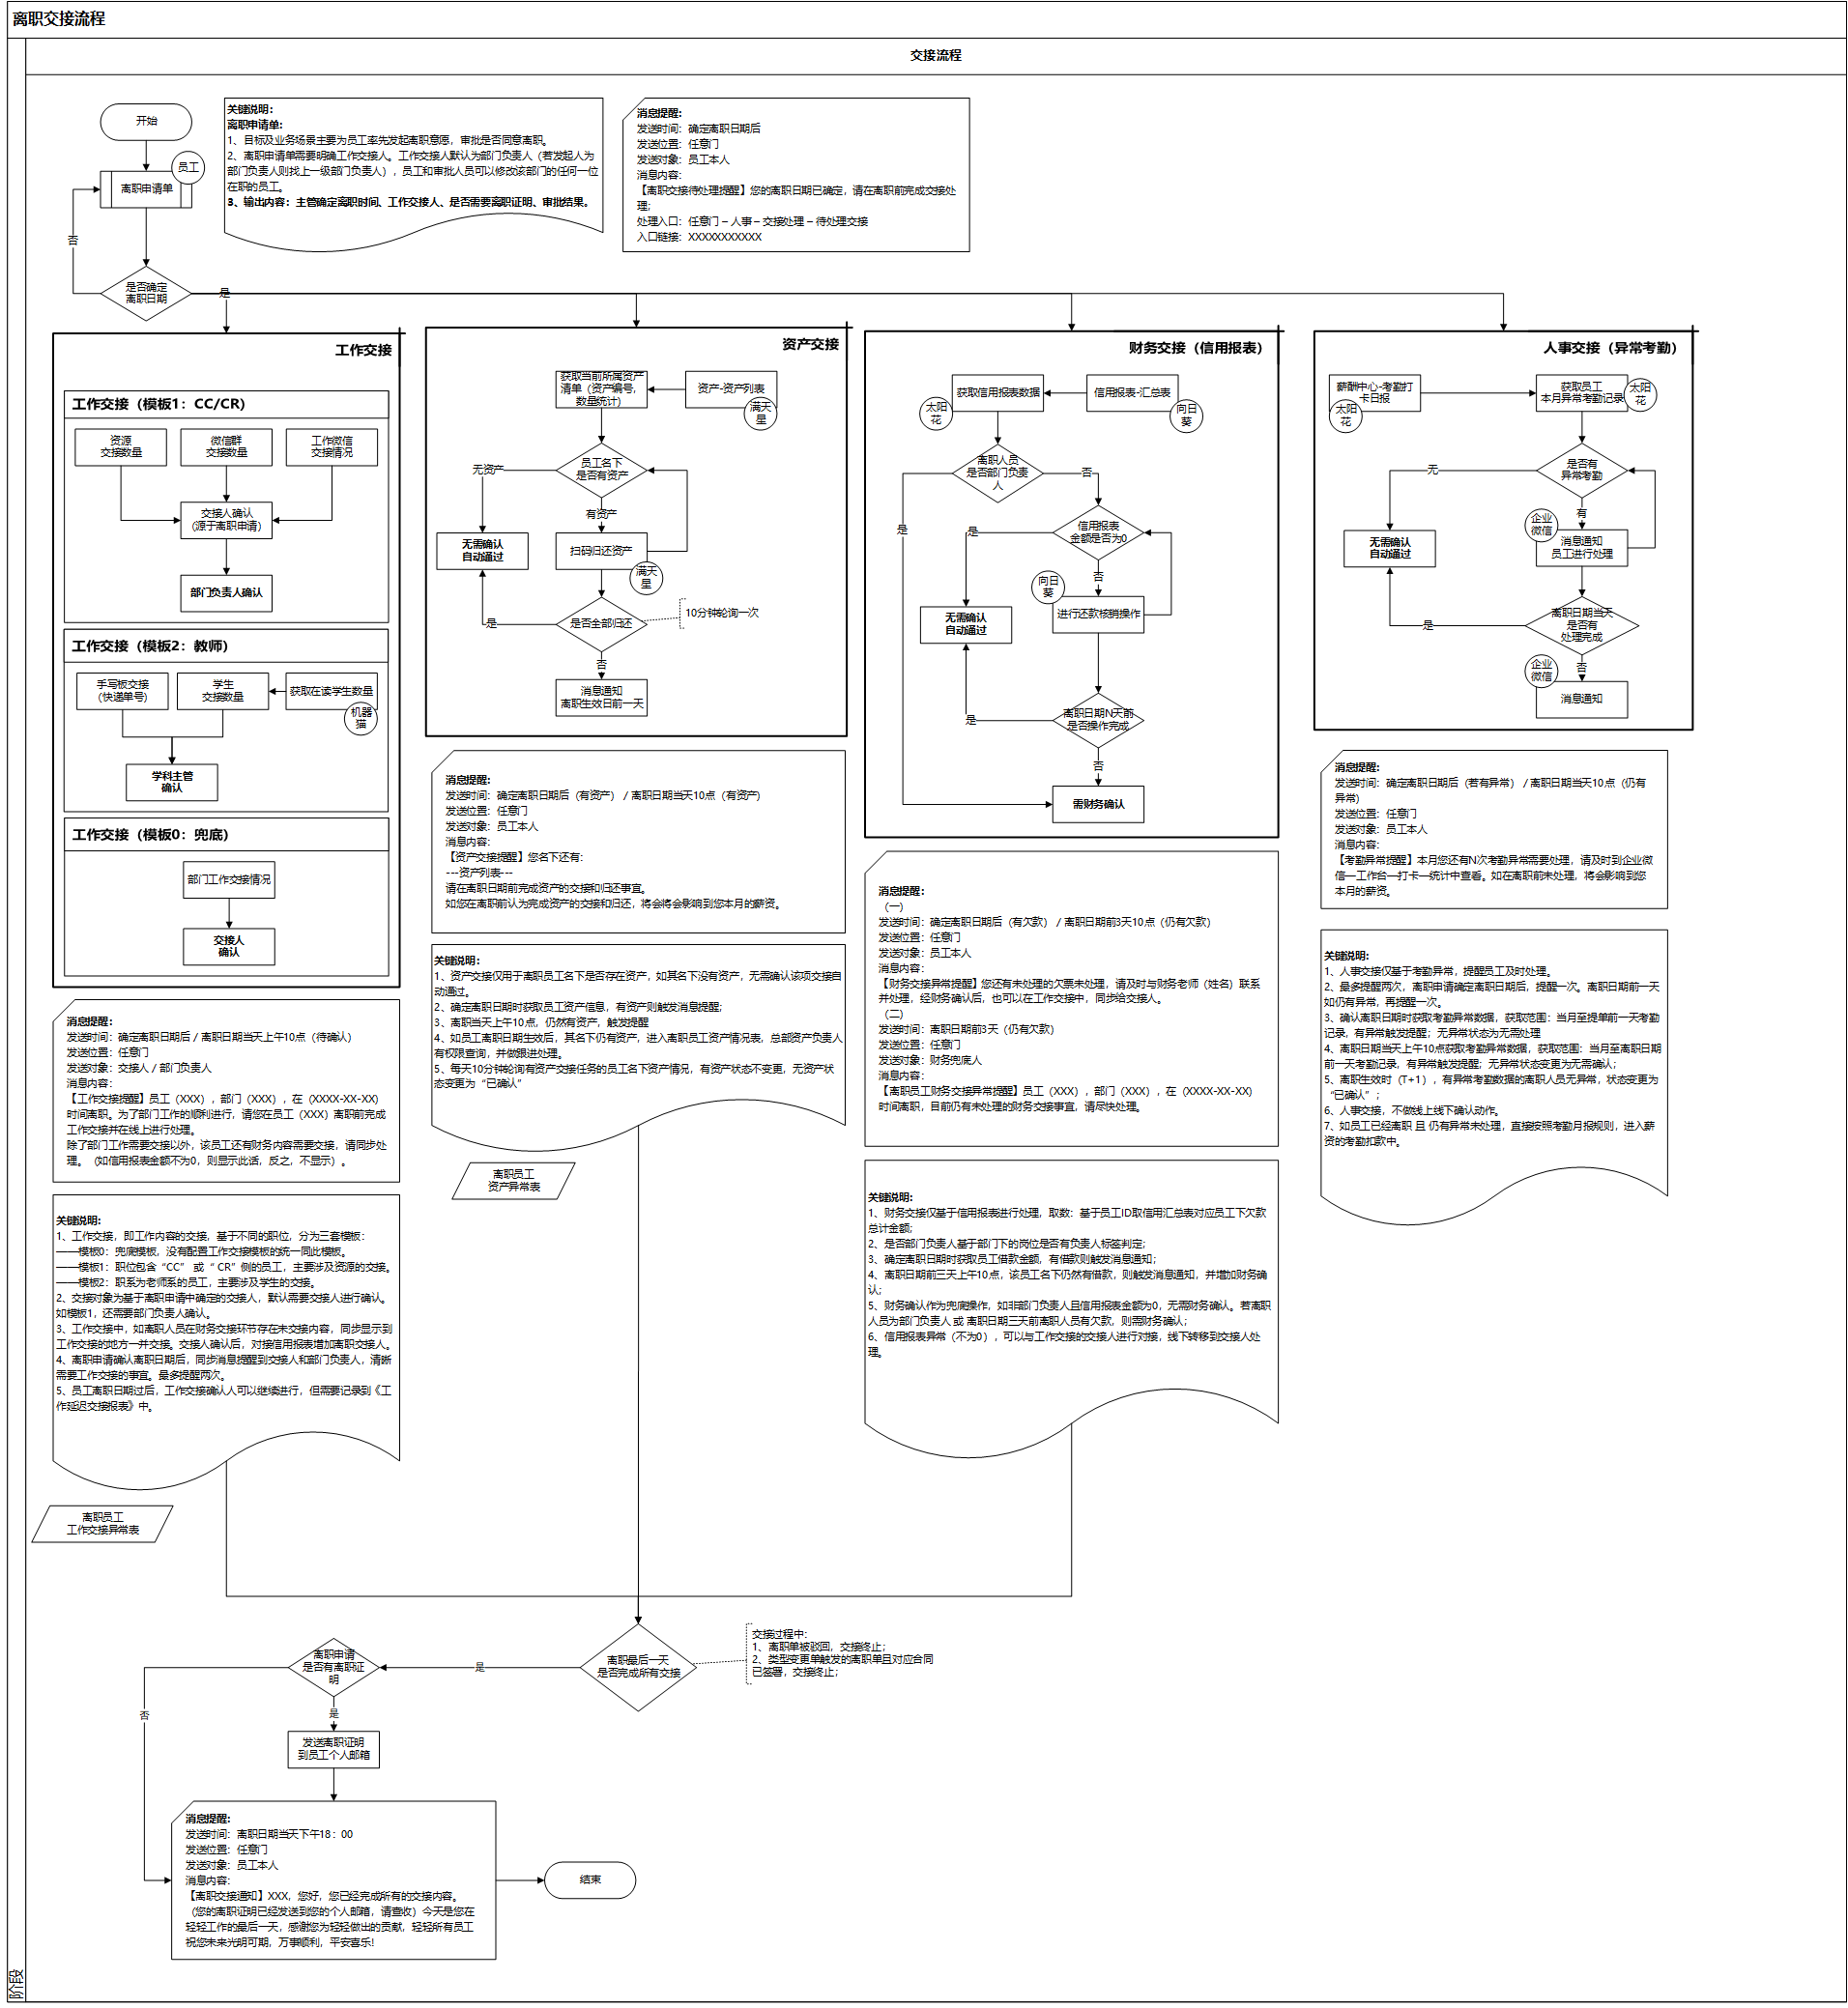 离职交接流程
交接流程
开始
员工
离职申请单
否
是否确定
离职日期
是
关键说明：
离职申请单：
1、目标及业务场景主要为员工率先发起离职意愿，审批是否同意离职。
2、离职申请单需要明确工作交接人。工作交接人默认为部门负责人（若发起人为
部门负责人则找上一级部门负责人），员工和审批人员可以修改该部门的任何一位
在职的员工。
3、输出内容：主管确定离职时间、工作交接人、是否需要离职证明、审批结果。
消息提醒：
发送时间：确定离职日期后
发送位置：任意门
发送对象：员工本人
消息内容：
【离职交接待处理提醒】您的离职日期已确定，请在离职前完成交接处
理；
处理入口：任意门 – 人事 – 交接处理 – 待处理交接
入口链接：XXXXXXXXXXX
工作交接
工作交接（模板1：CC/CR）
资源
交接数量
微信群
交接数量
工作微信
交接情况
交接人确认
（源于离职申请）
部门负责人确认
工作交接（模板2：教师）
手写板交接
（快递单号）
学生
交接数量
获取在读学生数量
机器
猫
学科主管
确认
工作交接（模板0：兜底）
部门工作交接情况
交接人
确认
消息提醒：
发送时间：确定离职日期后 / 离职日期当天上午10点（待确认）
发送位置：任意门
发送对象：交接人 / 部门负责人
消息内容：
【工作交接提醒】员工（XXX），部门（XXX），在（XXXX-XX-XX）
时间离职。为了部门工作的顺利进行，请您在员工（XXX）离职前完成
工作交接并在线上进行处理。
除了部门工作需要交接以外，该员工还有财务内容需要交接，请同步处
理。（如信用报表金额不为0，则显示此话，反之，不显示）。
关键说明：
1、工作交接，即工作内容的交接，基于不同的职位，分为三套模板：
——模板0：兜底模板，没有配置工作交接模板的统一同此模板。
——模板1：职位包含“CC” 或 “ CR”侧的员工，主要涉及资源的交接。
——模板2：职系为老师系的员工，主要涉及学生的交接。
2、交接对象为基于离职申请中确定的交接人，默认需要交接人进行确认。
如模板1，还需要部门负责人确认。
3、工作交接中，如离职人员在财务交接环节存在未交接内容，同步显示到
工作交接的地方一并交接。交接人确认后，对接信用报表增加离职交接人。
4、离职申请确认离职日期后，同步消息提醒到交接人和部门负责人，清晰
需要工作交接的事宜。最多提醒两次。
5、员工离职日期过后，工作交接确认人可以继续进行，但需要记录到《工
作延迟交接报表》中。
离职员工
工作交接异常表
资产交接
获取当前所属资产
清单（资产编号，
数量统计）
资产-资产列表
满天
星
员工名下
是否有资产
无资产
有资产
无需确认
自动通过
扫码归还资产
满天
星
是否全部归还
10分钟轮询一次
是
否
消息通知
离职生效日前一天
消息提醒：
发送时间：确定离职日期后（有资产） / 离职日期当天10点（有资产）
发送位置：任意门
发送对象：员工本人
消息内容：
【资产交接提醒】您名下还有：
---资产列表---
请在离职日期前完成资产的交接和归还事宜。
如您在离职前认为完成资产的交接和归还，将会将会影响到您本月的薪资。
关键说明：
1、资产交接仅用于离职员工名下是否存在资产，如其名下没有资产，无需确认该项交接自
动通过。
2、确定离职日期时获取员工资产信息，有资产则触发消息提醒；
3、离职当天上午10点，仍然有资产，触发提醒
4、如员工离职日期生效后，其名下仍有资产，进入离职员工资产情况表，总部资产负责人
有权限查询，并做跟进处理。
5、每天10分钟轮询有资产交接任务的员工名下资产情况，有资产状态不变更，无资产状
态变更为“已确认”
离职员工
资产异常表
财务交接（信用报表）
获取信用报表数据
太阳
花
信用报表-汇总表
向日
葵
离职人员
是否部门负责
人
否
是
信用报表
金额是否为0
是
否
向日
葵
无需确认
自动通过
进行还款核销操作
离职日期N天前
是否操作完成
是
否
需财务确认
消息提醒：
（一）
发送时间：确定离职日期后（有欠款） / 离职日期前3天10点（仍有欠款）
发送位置：任意门
发送对象：员工本人
消息内容：
【财务交接异常提醒】您还有未处理的欠票未处理，请及时与财务老师（姓名）联系
并处理，经财务确认后，也可以在工作交接中，同步给交接人。
（二）
发送时间：离职日期前3天（仍有欠款）
发送位置：任意门
发送对象：财务兜底人
消息内容：
【离职员工财务交接异常提醒】员工（XXX），部门（XXX），在（XXXX-XX-XX）
时间离职，目前仍有未处理的财务交接事宜，请尽快处理。
关键说明：
1、财务交接仅基于信用报表进行处理，取数：基于员工ID取信用汇总表对应员工下欠款
总计金额；
2、是否部门负责人基于部门下的岗位是否有负责人标签判定；
3、确定离职日期时获取员工借款金额，有借款则触发消息通知；
4、离职日期前三天上午10点，该员工名下仍然有借款，则触发消息通知，并增加财务确
认；
5、财务确认作为兜底操作，如非部门负责人且信用报表金额为0，无需财务确认。若离职
人员为部门负责人 或 离职日期三天前离职人员有欠款，则需财务确认；
6、信用报表异常（不为0），可以与工作交接的交接人进行对接，线下转移到交接人处
理。
人事交接（异常考勤）
薪酬中心-考勤打
卡日报
太阳
花
获取员工
本月异常考勤记录
太阳
花
是否有
异常考勤
无
有
企业
微信
无需确认
自动通过
消息通知
员工进行处理
离职日期当天
是否有
处理完成
是
否
企业
微信
消息通知
消息提醒：
发送时间：确定离职日期后（若有异常） / 离职日期当天10点（仍有
异常）
发送位置：任意门
发送对象：员工本人
消息内容：
【考勤异常提醒】本月您还有N次考勤异常需要处理，请及时到企业微
信—工作台—打卡—统计中查看。如在离职前未处理，将会影响到您
本月的薪资。
关键说明：
1、人事交接仅基于考勤异常，提醒员工及时处理。
2、最多提醒两次，离职申请确定离职日期后，提醒一次。离职日期前一天
如仍有异常，再提醒一次。
3、确认离职日期时获取考勤异常数据，获取范围：当月至提单前一天考勤
记录，有异常触发提醒；无异常状态为无需处理
4、离职日期当天上午10点获取考勤异常数据，获取范围：当月至离职日期
前一天考勤记录，有异常触发提醒；无异常状态变更为无需确认；
5、离职生效时（T+1），有异常考勤数据的离职人员无异常，状态变更为
“已确认”；
6、人事交接，不做线上线下确认动作。
7、如员工已经离职 且 仍有异常未处理，直接按照考勤月报规则，进入薪
资的考勤扣款中。
离职最后一天
是否完成所有交接
交接过程中：
1、离职单被驳回，交接终止；
2、类型变更单触发的离职单且对应合同
已签署，交接终止；
是
离职申请
是否有离职证
明
否
是
发送离职证明
到员工个人邮箱
消息提醒：
发送时间：离职日期当天下午18：00
发送位置：任意门
发送对象：员工本人
消息内容：
【离职交接通知】XXX，您好，您已经完成所有的交接内容。
（您的离职证明已经发送到您的个人邮箱，请查收）今天是您在
轻轻工作的最后一天，感谢您为轻轻做出的贡献，轻轻所有员工
祝您未来光明可期，万事顺利，平安喜乐！
结束
阶段